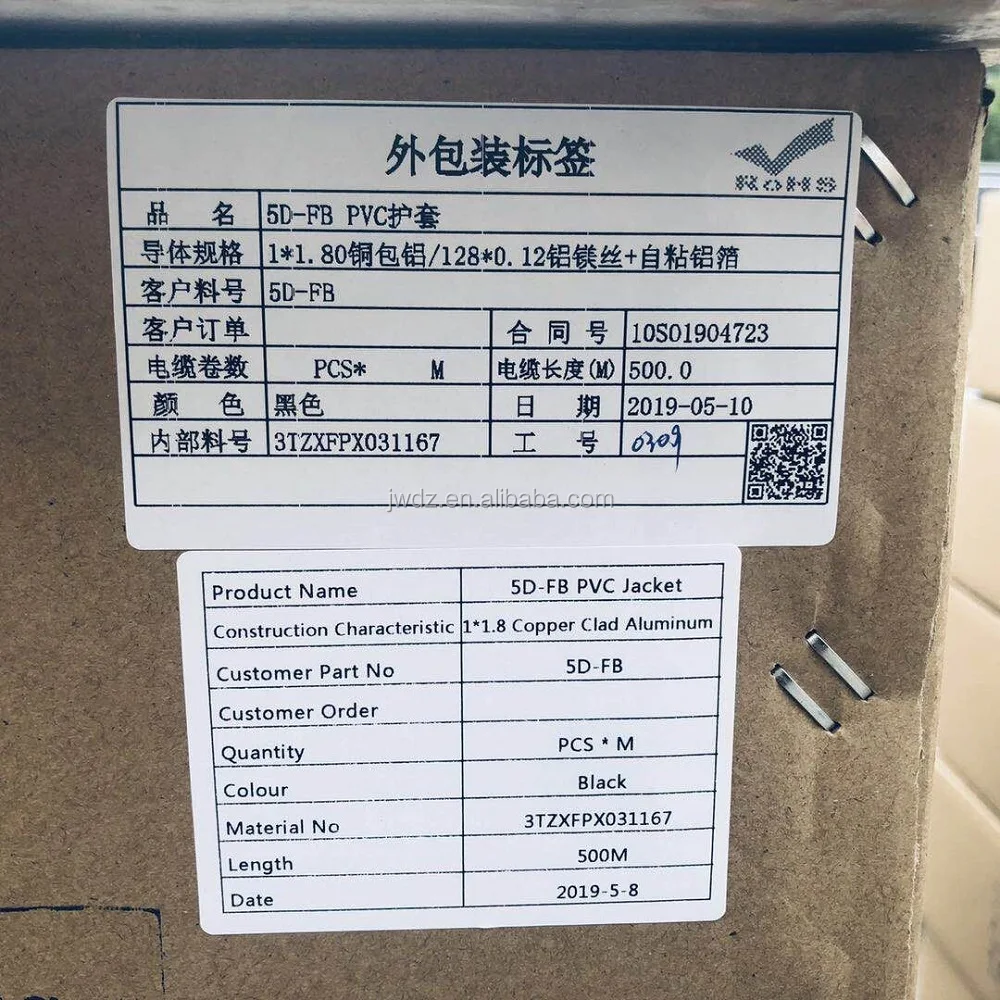 外包装标签
RoHS
品 名 5D-FB PVC护套
导体规格 1*1.80铜包铝/128*0.12铝镁丝+自粘铝箔
客户料号 5D-FB
客户订单 合同号 10S01904723
电缆卷数 PCS* M 电缆长度(M) 500.0
颜 色 黑色 日 期 2019-05-10
内部料号 3TZXFPX031167 工 号 0309
jwdz.en.alibaba.com
Product Name 5D-FB PVC Jacket
Construction Characteristic 1*1.8 Copper Clad Aluminum
Customer Part No 5D-FB
Customer Order
Quantity PCS * M
Colour Black
Material No 3TZXFPX031167
Length 500M
Date 2019-5-8